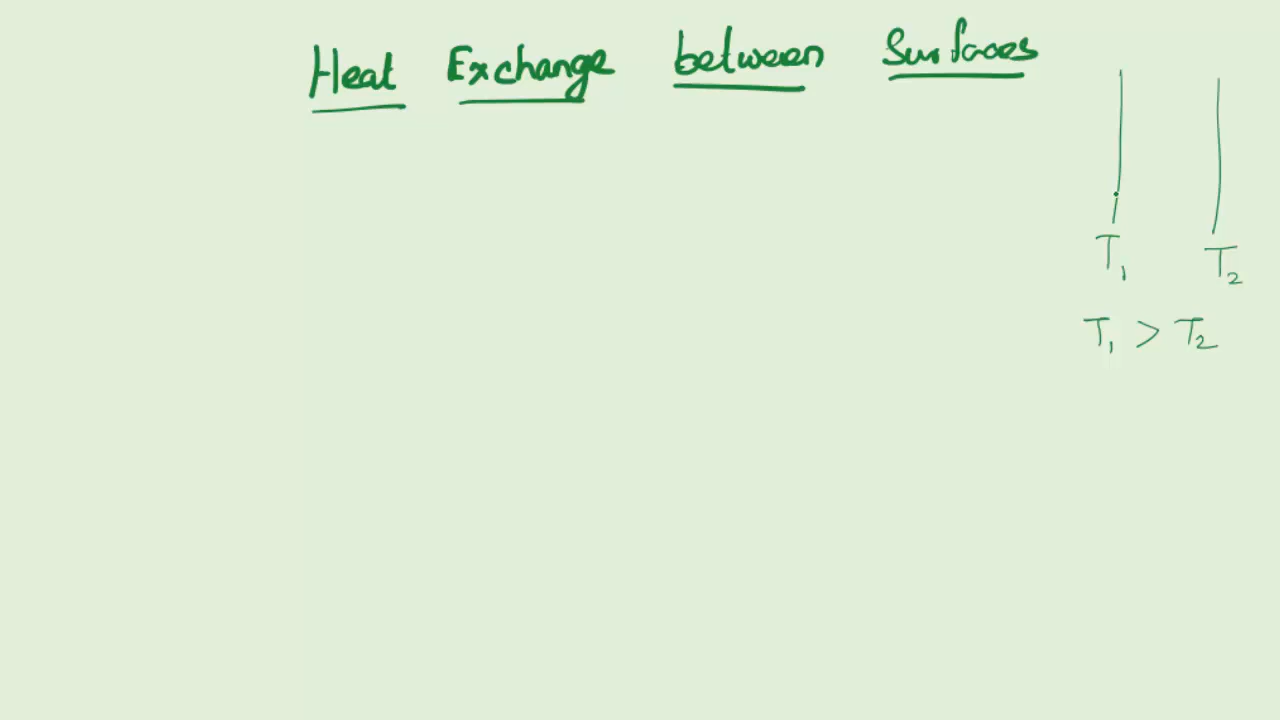 Heat Exchange between Surfaces
T₁ T₂
T₁ > T₂